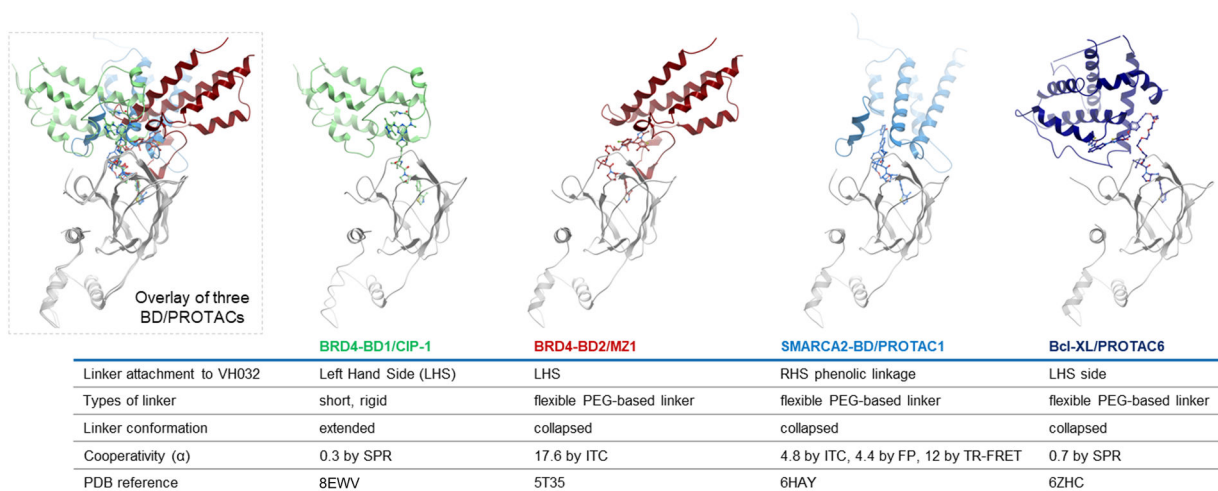 Overlay of three
BD/PROTACs
BRD4-BD1/CIP-1 BRD4-BD2/MZ1 SMARCA2-BD/PROTAC1 Bcl-XL/PROTAC6
Linker attachment to VH032 Left Hand Side (LHS) LHS RHS phenolic linkage LHS side
Types of linker short, rigid flexible PEG-based linker flexible PEG-based linker flexible PEG-based linker
Linker conformation extended collapsed collapsed collapsed
Cooperativity (α) 0.3 by SPR 17.6 by ITC 4.8 by ITC, 4.4 by FP, 12 by TR-FRET 0.7 by SPR
PDB reference 8EWV 5T35 6HAY 6ZHC